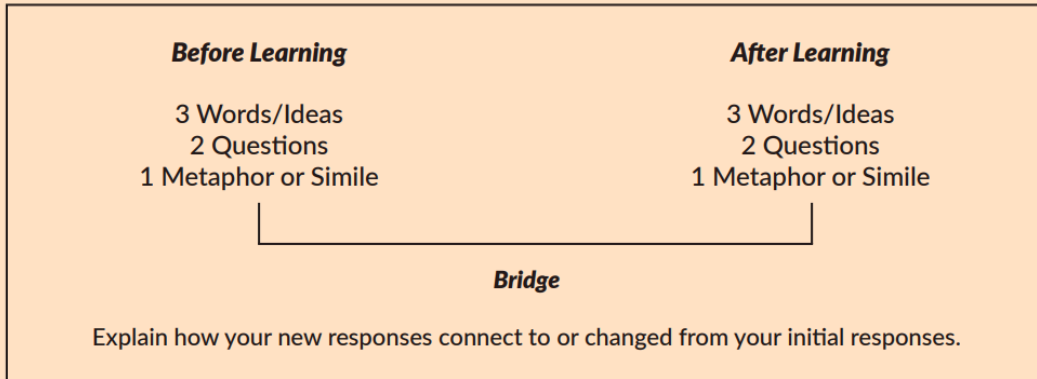 Before Learning
3 Words/Ideas
2 Questions
1 Metaphor or Simile
After Learning
3 Words/Ideas
2 Questions
1 Metaphor or Simile
Bridge
Explain how your new responses connect to or changed from your initial responses.